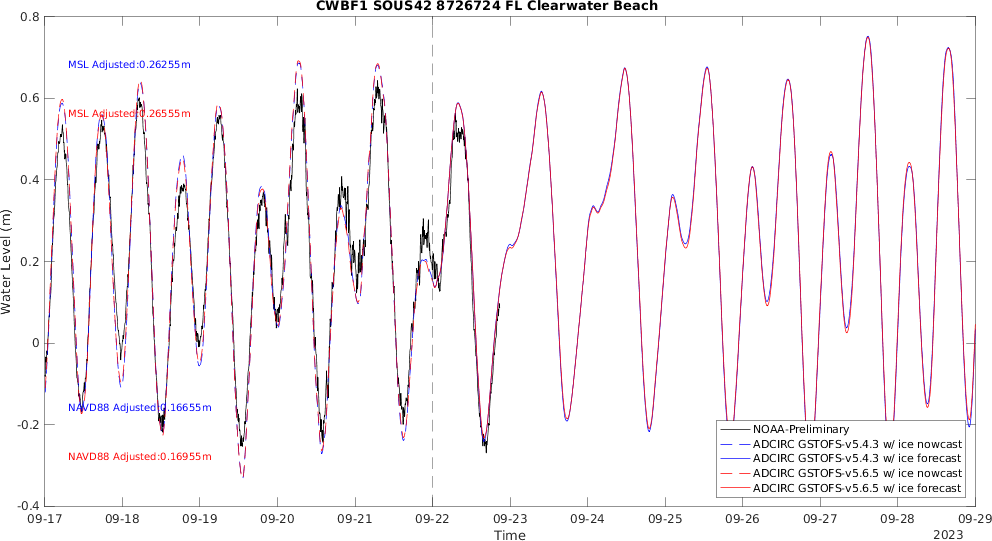 CWBF1 SOUS42 8726724 FL Clearwater Beach
0.8
0.6
0.4
0.2
0
-0.2
-0.4
Water Level (m)
MSL Adjusted:0.26255m
MSL Adjusted:0.26555m
NAVD88 Adjusted:0.16655m
NAVD88 Adjusted:0.16955m
NOAA-Preliminary
ADCIRC GSTOFS-v5.4.3 w/ ice nowcast
ADCIRC GSTOFS-v5.4.3 w/ ice forecast
ADCIRC GSTOFS-v5.6.5 w/ ice nowcast
ADCIRC GSTOFS-v5.6.5 w/ ice forecast
09-17 09-18 09-19 09-20 09-21 09-22 09-23 09-24 09-25 09-26 09-27 09-28 09-29
Time
2023